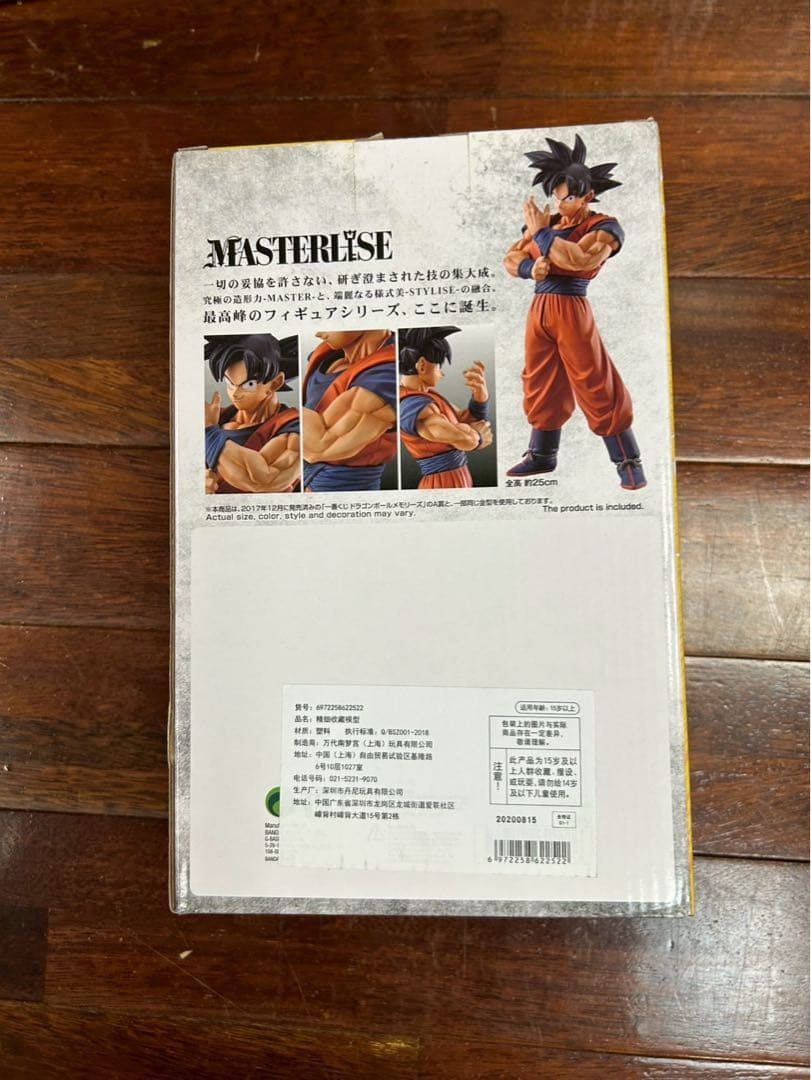 MASTERLISE
一切の妥協を許さない、研ぎ澄まされた技の集大成。
究極の造形力-MASTER-と、端麗なる様式美-STYLISE-の融合。
最高峰のフィギュアシリーズ、ここに誕生。
全高 約25cm
※本商品は、2017年12月に発売済みの「一番くじ ドラゴンボールメモリーズ」のA賞と、一部同じ金型を使用しております。
Actual size, color, style and decoration may vary.
The product is included.
货号：6972258622522
品名：精细收藏模型
材质：塑料 执行标准：Q/BSZ001-2018
制造商：万代南梦宫（上海）玩具有限公司
地址：中国（上海）自由贸易试验区基隆路
6号10层1027室
电话号码：021-5231-9070
生产厂：深圳市丹尼玩具有限公司
地址：中国广东省深圳市龙岗区龙城街道爱联社区
嶂背村嶂背大道15号第2栋
适用年龄：15岁以上
包装上的图片与实际
商品存在一定差异，
敬请理解。
注意！
此产品为15岁及以
上人群收藏、摆设、
或玩耍，请勿给14岁
及以下儿童使用。
20200815
合格证
01-1
6 972258 622522
Manuf
BANDA